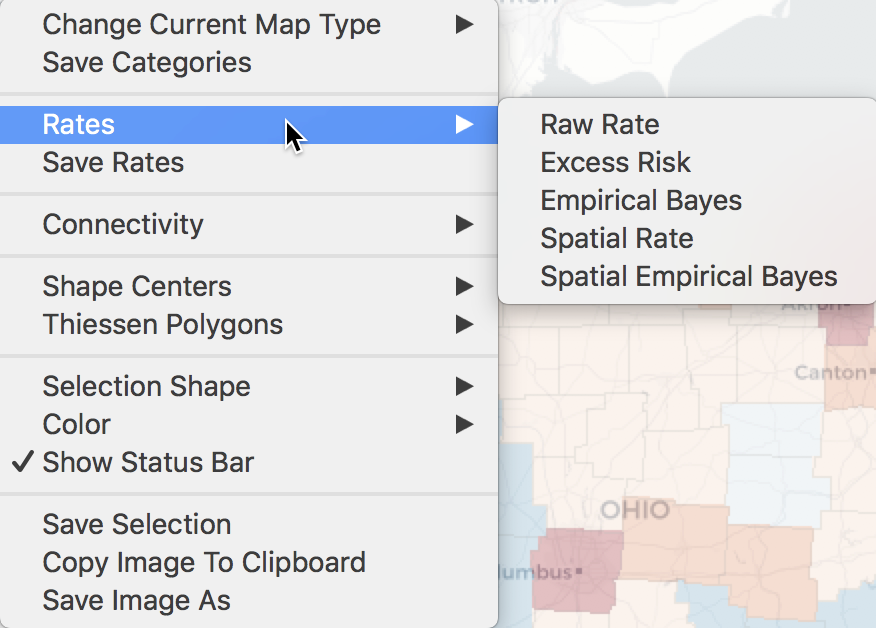 Change Current Map Type
Save Categories
Rates
Save Rates
Connectivity
Shape Centers
Thiessen Polygons
Selection Shape
Color
Show Status Bar
Save Selection
Copy Image To Clipboard
Save Image As
Raw Rate
Excess Risk
Empirical Bayes
Spatial Rate
Spatial Empirical Bayes
Akron
Canton
OHIO
lumbus